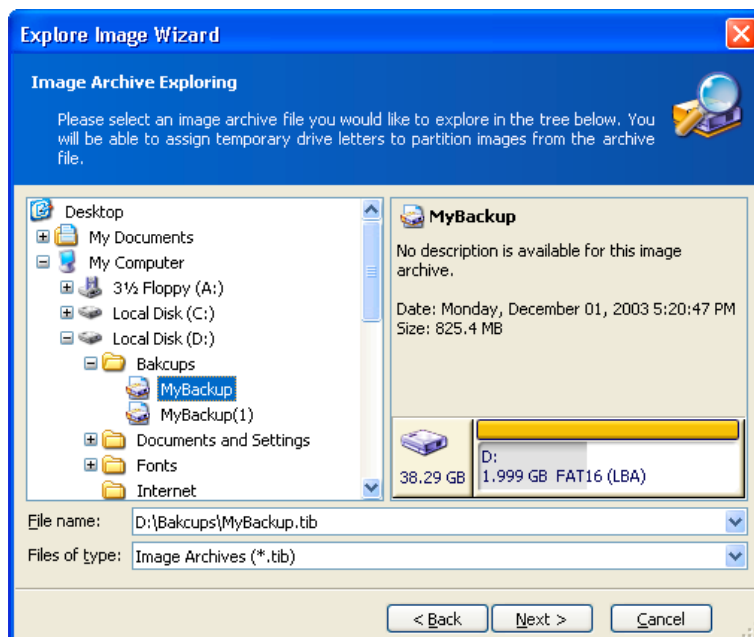 Explore Image Wizard
Image Archive Exploring
Please select an image archive file you would like to explore in the tree below. You
will be able to assign temporary drive letters to partition images from the archive
file.
Desktop
My Documents
My Computer
3½ Floppy (A:)
Local Disk (C:)
Local Disk (D:)
Bakcups
MyBackup
MyBackup(1)
Documents and Settings
Fonts
Internet
MyBackup
No description is available for this image
archive.
Date: Monday, December 01, 2003 5:20:47 PM
Size: 825.4 MB
38.29 GB
D:
1.999 GB FAT16 (LBA)
File name: D:\Bakcups\MyBackup.tib
Files of type: Image Archives (*.tib)
< Back Next > Cancel